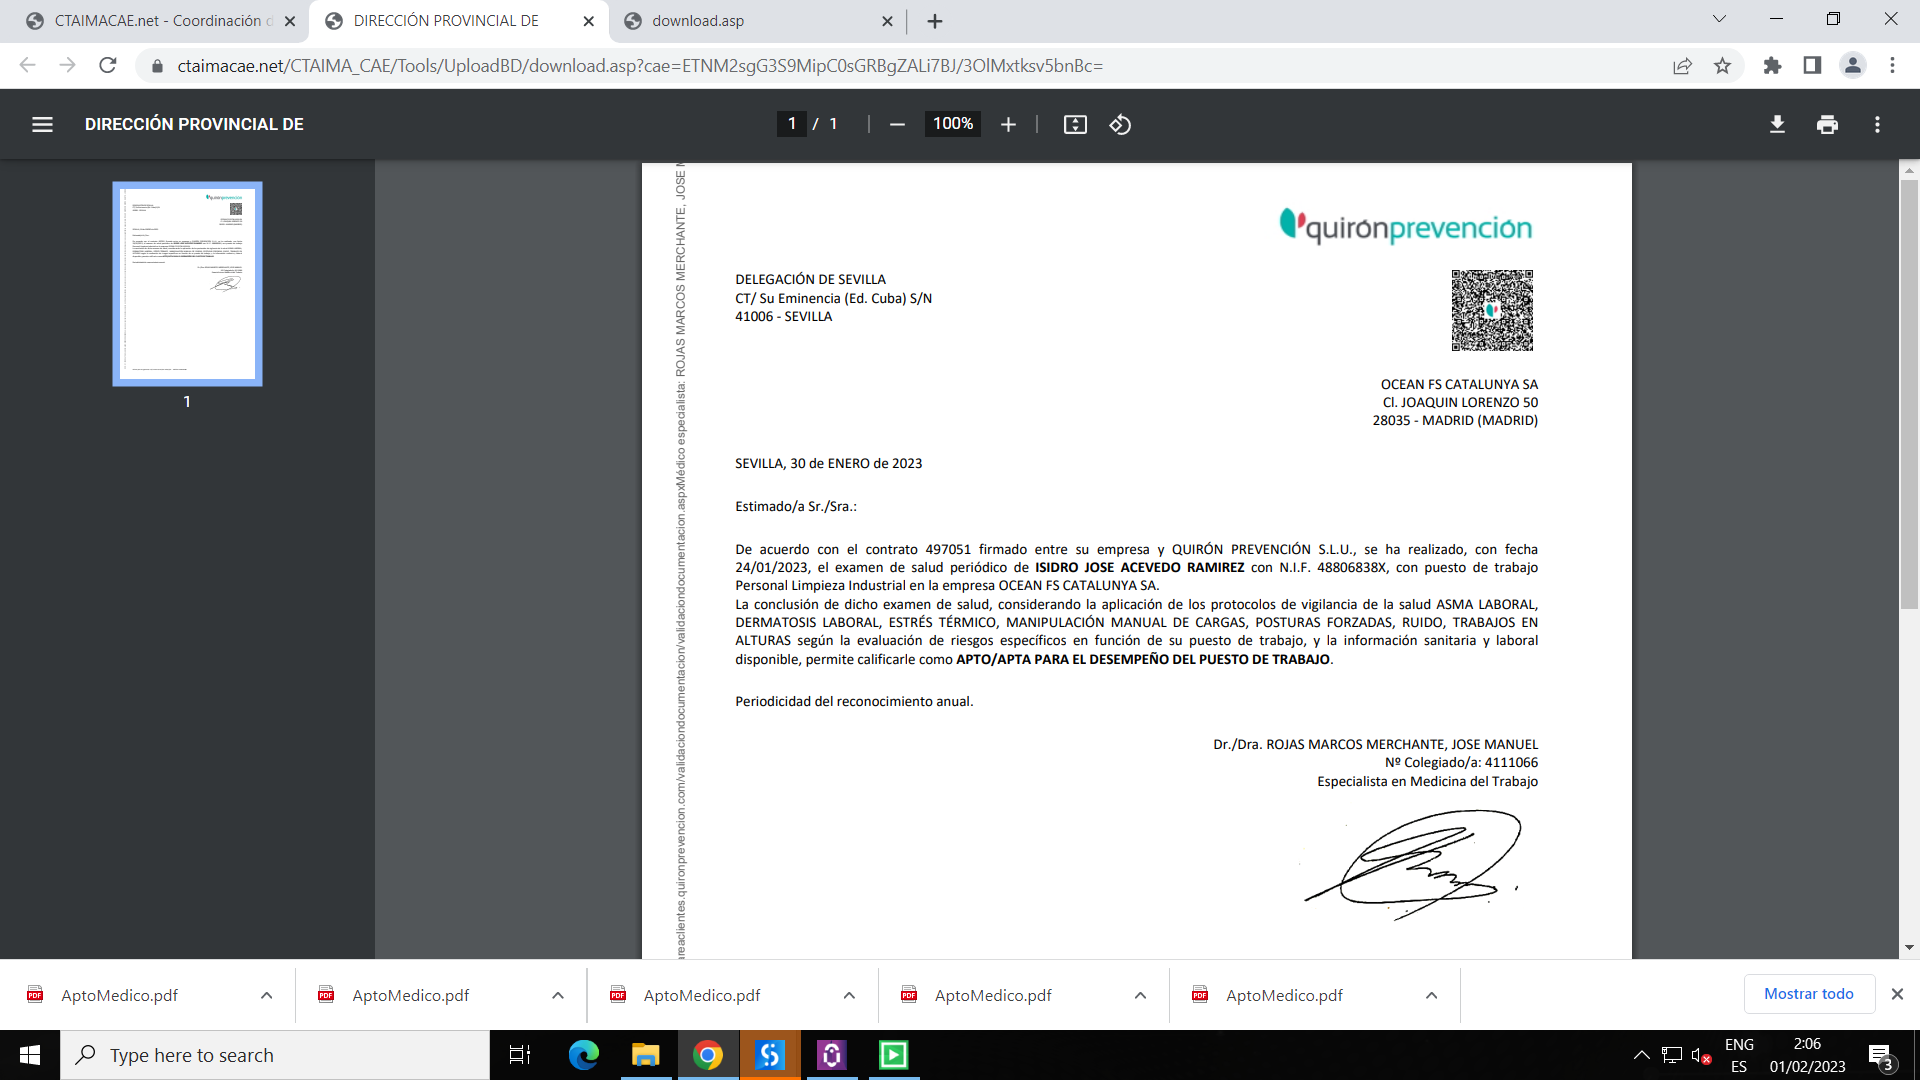 CTAIMACAE.net - Coordinación d
DIRECCIÓN PROVINCIAL DE
download.asp
ctaimacae.net/CTAIMA_CAE/Tools/UploadBD/download.asp?cae=ETNM2sgG3S9MipC0sGRBgZALi7BJ/3OlMxtksv5bnBc=
DIRECCIÓN PROVINCIAL DE
1 / 1
100%
1
quirónprevención
DELEGACIÓN DE SEVILLA
CT/ Su Eminencia (Ed. Cuba) S/N
41006 - SEVILLA
OCEAN FS CATALUNYA SA
Cl. JOAQUIN LORENZO 50
28035 - MADRID (MADRID)
SEVILLA, 30 de ENERO de 2023
Estimado/a Sr./Sra.:
De acuerdo con el contrato 497051 firmado entre su empresa y QUIRÓN PREVENCIÓN S.L.U., se ha realizado, con fecha
24/01/2023, el examen de salud periódico de ISIDRO JOSE ACEVEDO RAMIREZ con N.I.F. 48806838X, con puesto de trabajo
Personal Limpieza Industrial en la empresa OCEAN FS CATALUNYA SA.
La conclusión de dicho examen de salud, considerando la aplicación de los protocolos de vigilancia de la salud ASMA LABORAL,
DERMATOSIS LABORAL, ESTRÉS TÉRMICO, MANIPULACIÓN MANUAL DE CARGAS, POSTURAS FORZADAS, RUIDO, TRABAJOS EN
ALTURAS según la evaluación de riesgos específicos en función de su puesto de trabajo, y la información sanitaria y laboral
disponible, permite calificarle como APTO/APTA PARA EL DESEMPEÑO DEL PUESTO DE TRABAJO.
Periodicidad del reconocimiento anual.
Dr./Dra. ROJAS MARCOS MERCHANTE, JOSE MANUEL
Nº Colegiado/a: 4111066
Especialista en Medicina del Trabajo
areaclientes.quironprevencion.com/validaciondocumentacion/validaciondocumentacion.aspxMédico especialista: ROJAS MARCOS MERCHANTE, JOSE M
AptoMedico.pdf
AptoMedico.pdf
AptoMedico.pdf
AptoMedico.pdf
AptoMedico.pdf
Mostrar todo
Type here to search
ENG
ES
2:06
01/02/2023
3